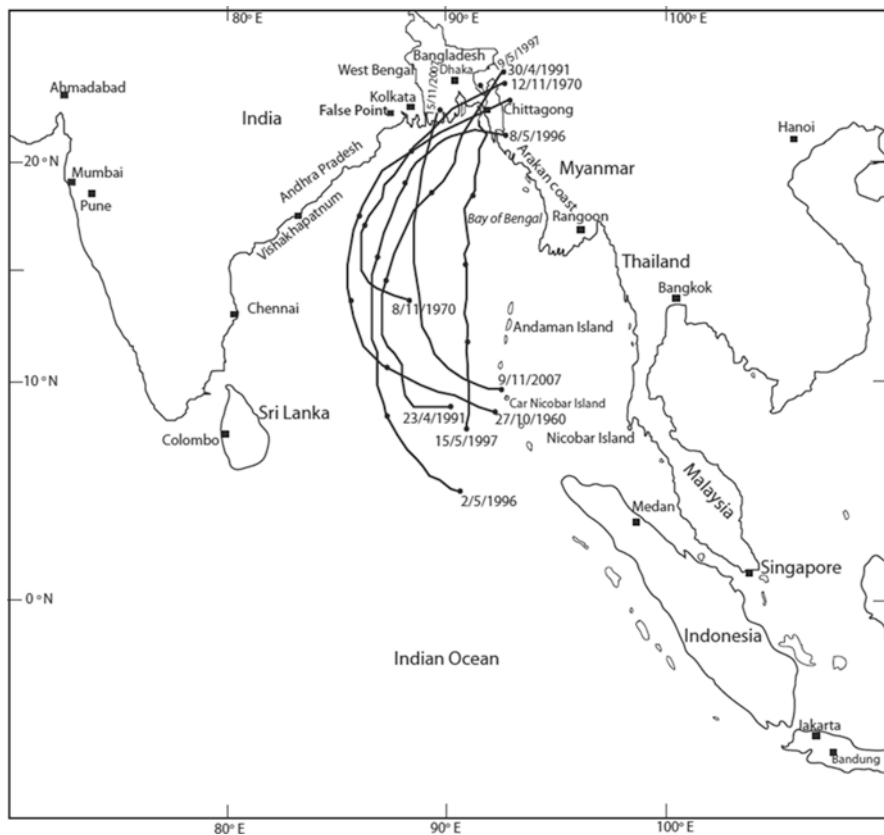 80° E
90° E
100° E
Bangladesh
19/5/1997
West Bengal
Dhaka
30/4/1991
12/11/1970
15/11/2007
Ahmadabad
Kolkata
False Point
Chittagong
India
8/5/1996
Hanoi
20° N
Andhra Pradesh
Arakan coast
Myanmar
Mumbai
Pune
Vishakhapatnum
Bay of Bengal
Rangoon
Thailand
Bangkok
Chennai
8/11/1970
Andaman Island
10° N
9/11/2007
Car Nicobar Island
Sri Lanka
23/4/1991
27/10/1960
Colombo
15/5/1997
Nicobar Island
Malaysia
2/5/1996
Medan
Singapore
0° N
Indonesia
Indian Ocean
Jakarta
Bandung
80° E
90° E
100° E